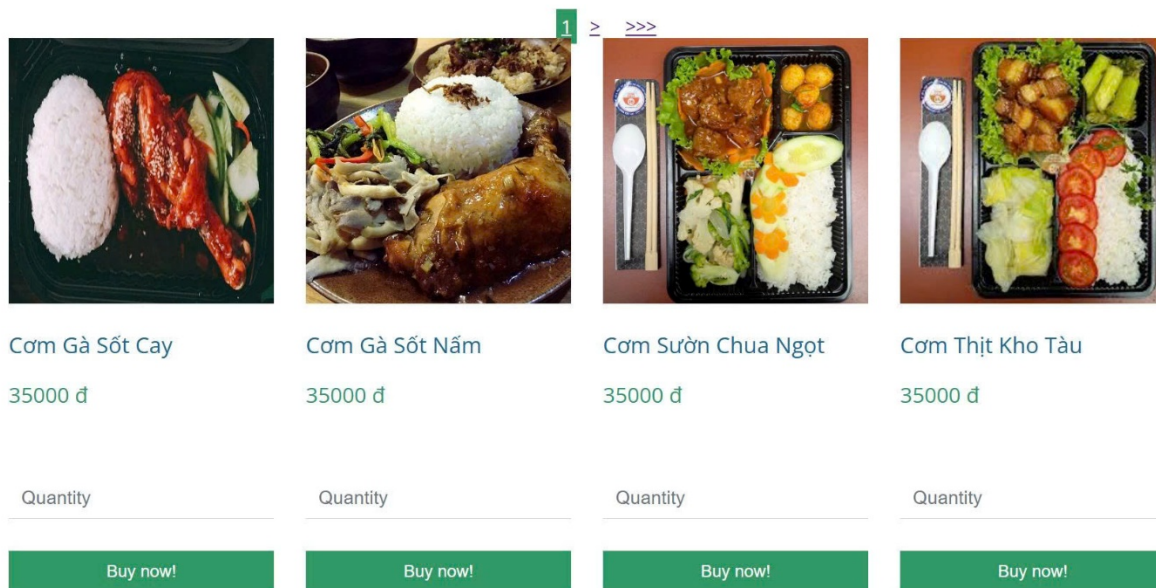 1 > >>>
Cơm Gà Sốt Cay
35000 đ
Quantity
Buy now!
Cơm Gà Sốt Nấm
35000 đ
Quantity
Buy now!
Cơm Sườn Chua Ngọt
35000 đ
Quantity
Buy now!
Cơm Thịt Kho Tàu
35000 đ
Quantity
Buy now!